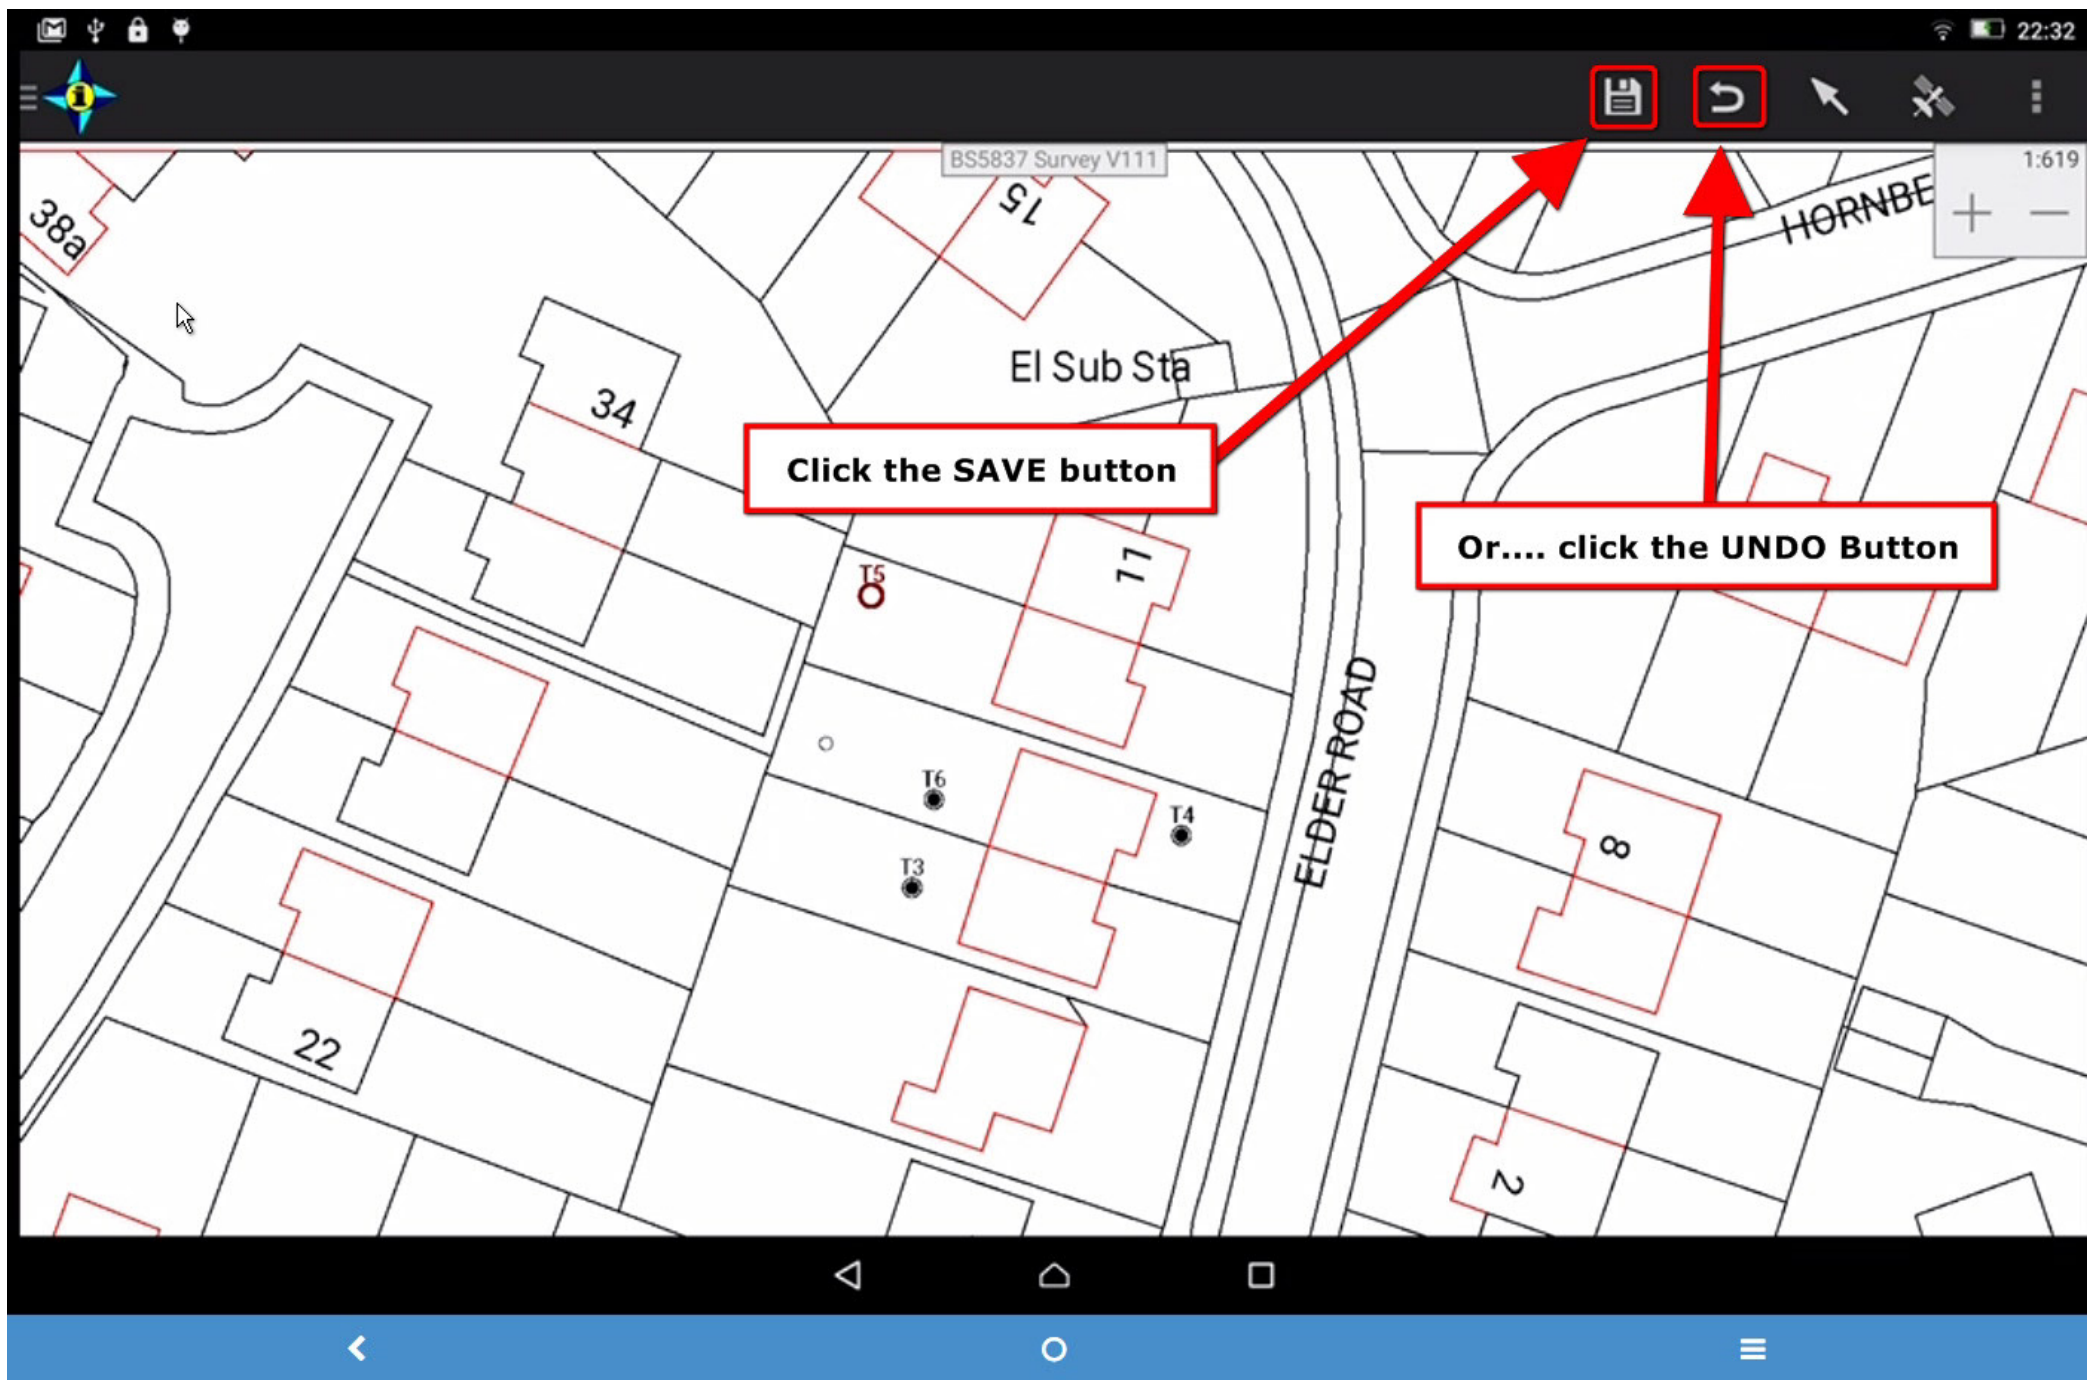 22:32
BS5837 Survey V111
1:619
38a
15
HORNBE
34
El Sub Sta
Click the SAVE button
Or.... click the UNDO Button
11
T5
ELDER ROAD
T6
T4
T3
8
22
2